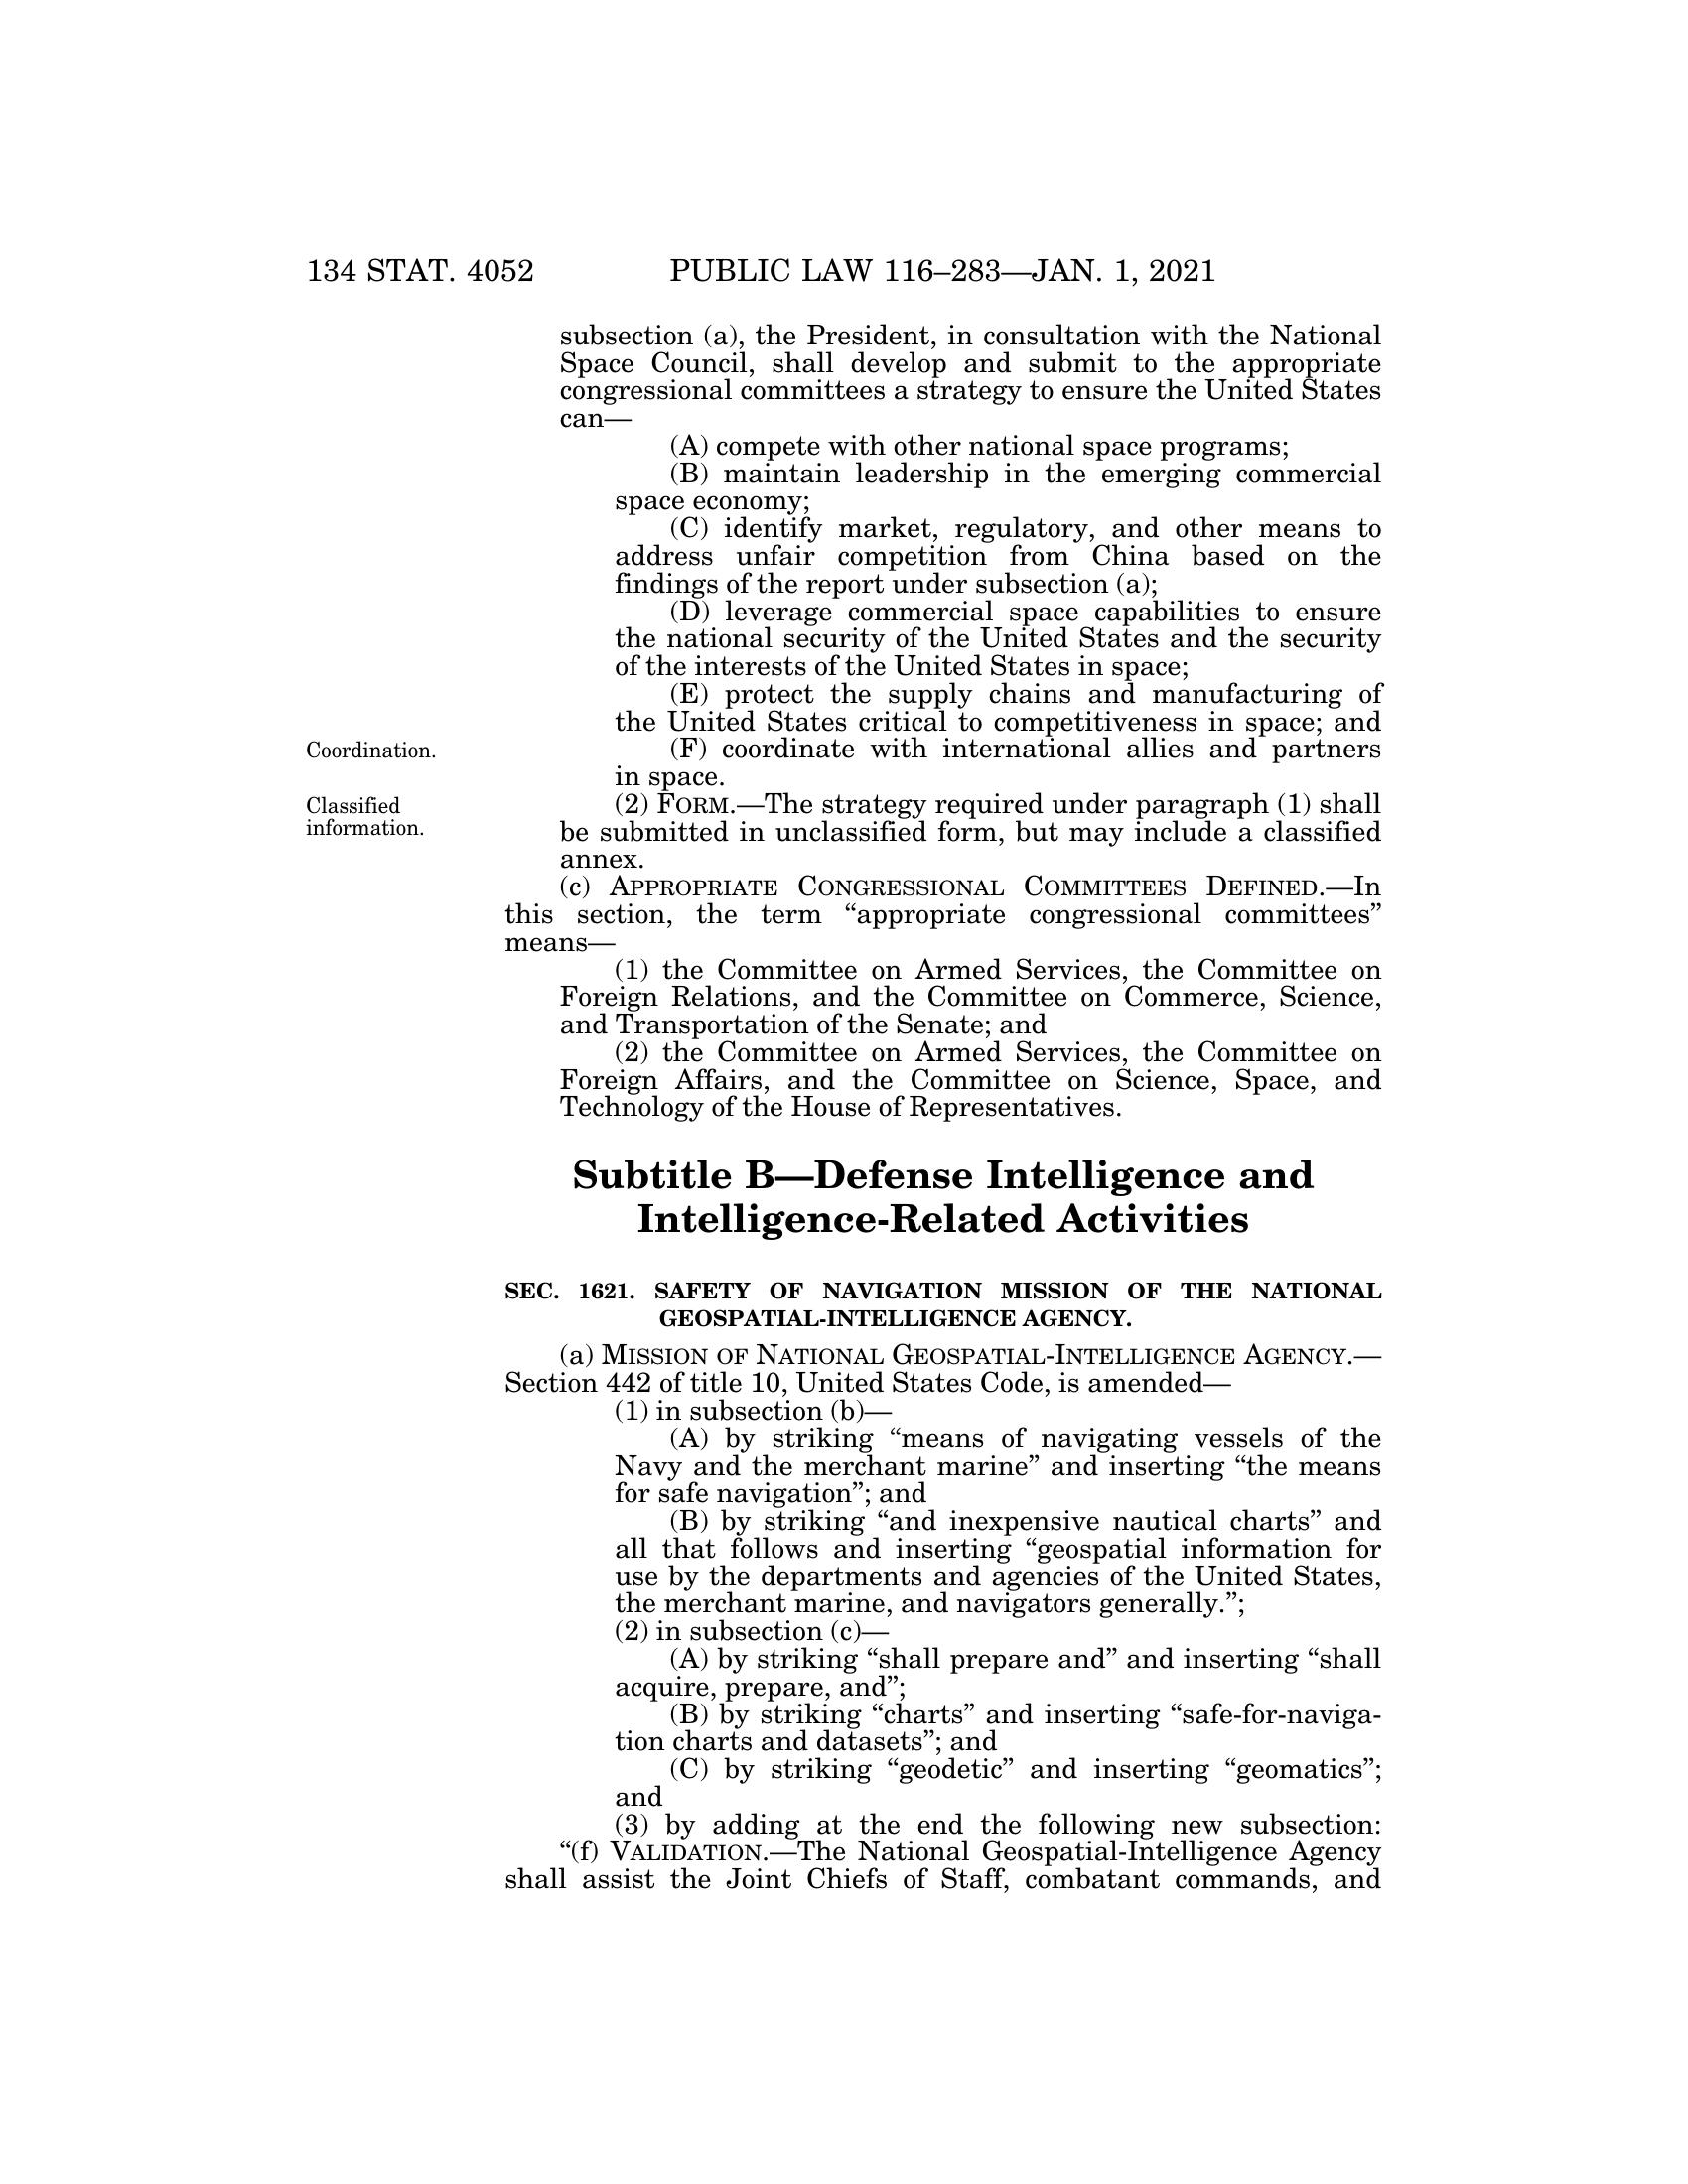 134 STAT. 4052 PUBLIC LAW 116–283—JAN. 1, 2021
subsection (a), the President, in consultation with the National
Space Council, shall develop and submit to the appropriate
congressional committees a strategy to ensure the United States
can—
(A) compete with other national space programs;
(B) maintain leadership in the emerging commercial
space economy;
(C) identify market, regulatory, and other means to
address unfair competition from China based on the
findings of the report under subsection (a);
(D) leverage commercial space capabilities to ensure
the national security of the United States and the security
of the interests of the United States in space;
(E) protect the supply chains and manufacturing of
the United States critical to competitiveness in space; and
Coordination.
(F) coordinate with international allies and partners
in space.
Classified
information.
(2) FORM.—The strategy required under paragraph (1) shall
be submitted in unclassified form, but may include a classified
annex.
(c) APPROPRIATE CONGRESSIONAL COMMITTEES DEFINED.—In
this section, the term “appropriate congressional committees”
means—
(1) the Committee on Armed Services, the Committee on
Foreign Relations, and the Committee on Commerce, Science,
and Transportation of the Senate; and
(2) the Committee on Armed Services, the Committee on
Foreign Affairs, and the Committee on Science, Space, and
Technology of the House of Representatives.
Subtitle B—Defense Intelligence and
Intelligence-Related Activities
SEC. 1621. SAFETY OF NAVIGATION MISSION OF THE NATIONAL
GEOSPATIAL-INTELLIGENCE AGENCY.
(a) MISSION OF NATIONAL GEOSPATIAL-INTELLIGENCE AGENCY.—
Section 442 of title 10, United States Code, is amended—
(1) in subsection (b)—
(A) by striking “means of navigating vessels of the
Navy and the merchant marine” and inserting “the means
for safe navigation”; and
(B) by striking “and inexpensive nautical charts” and
all that follows and inserting “geospatial information for
use by the departments and agencies of the United States,
the merchant marine, and navigators generally.”;
(2) in subsection (c)—
(A) by striking “shall prepare and” and inserting “shall
acquire, prepare, and”;
(B) by striking “charts” and inserting “safe-for-naviga-
tion charts and datasets”; and
(C) by striking “geodetic” and inserting “geomatics”;
and
(3) by adding at the end the following new subsection:
“(f) VALIDATION.—The National Geospatial-Intelligence Agency
shall assist the Joint Chiefs of Staff, combatant commands, and